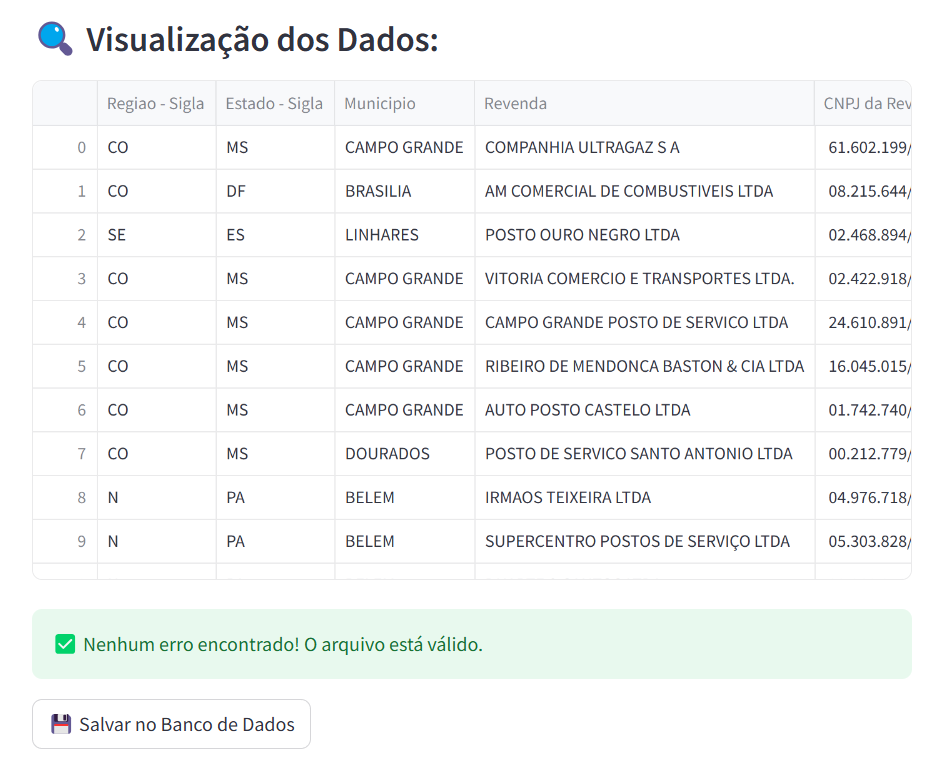 Visualização dos Dados:
Regiao - Sigla Estado - Sigla Municipio Revenda CNPJ da Rev
0 CO MS CAMPO GRANDE COMPANHIA ULTRAGAZ S A 61.602.199/
1 CO DF BRASILIA AM COMERCIAL DE COMBUSTIVEIS LTDA 08.215.644/
2 SE ES LINHARES POSTO OURO NEGRO LTDA 02.468.894/
3 CO MS CAMPO GRANDE VITORIA COMERCIO E TRANSPORTES LTDA. 02.422.918/
4 CO MS CAMPO GRANDE CAMPO GRANDE POSTO DE SERVICO LTDA 24.610.891/
5 CO MS CAMPO GRANDE RIBEIRO DE MENDONCA BASTON & CIA LTDA 16.045.015/
6 CO MS CAMPO GRANDE AUTO POSTO CASTELO LTDA 01.742.740/
7 CO MS DOURADOS POSTO DE SERVICO SANTO ANTONIO LTDA 00.212.779/
8 N PA BELEM IRMAOS TEIXEIRA LTDA 04.976.718/
9 N PA BELEM SUPERCENTRO POSTOS DE SERVIÇO LTDA 05.303.828/
Nenhum erro encontrado! O arquivo está válido.
Salvar no Banco de Dados